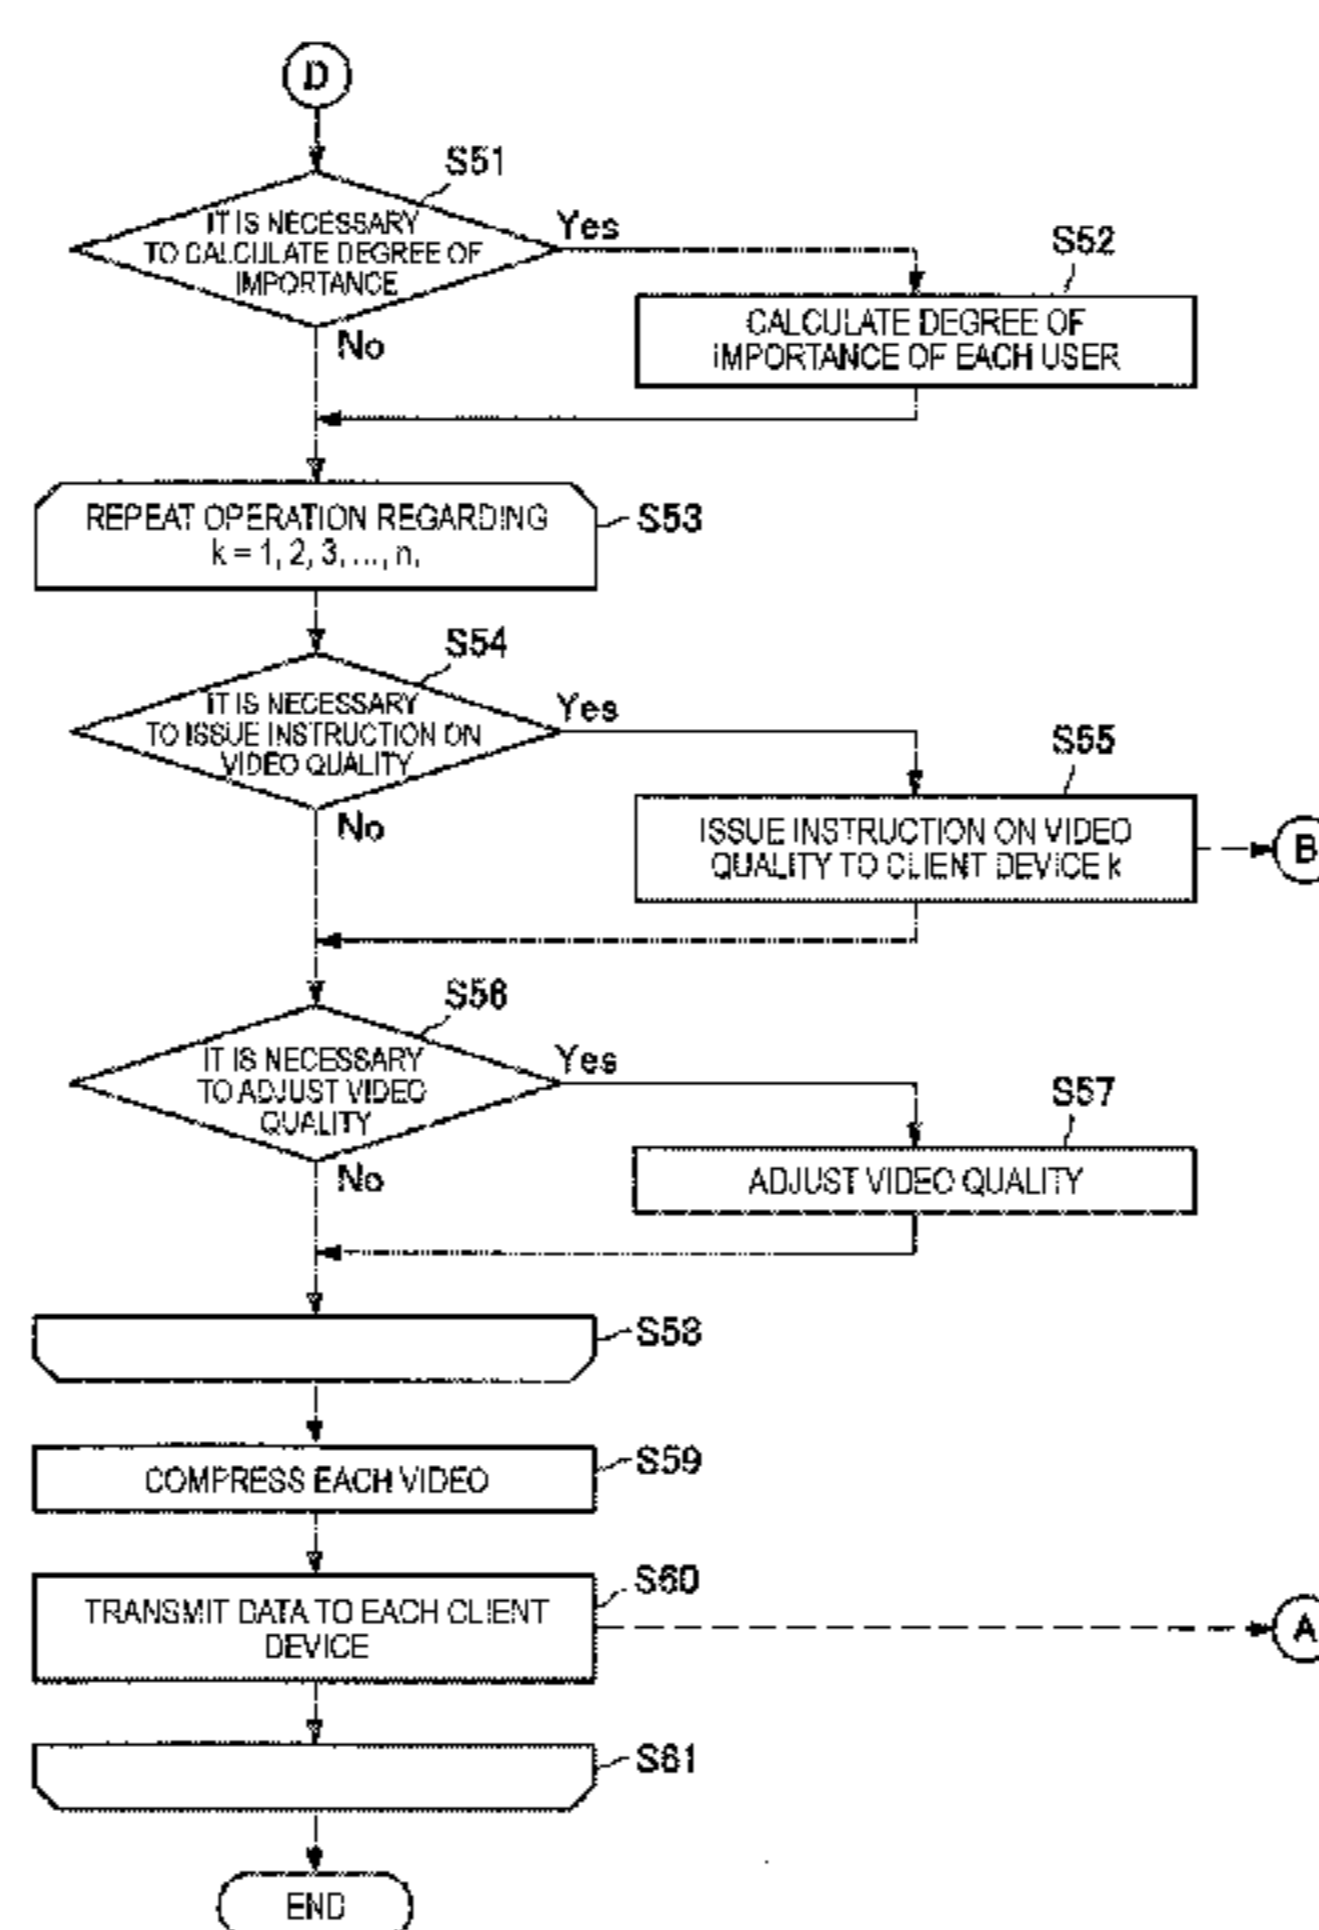 D
S51
IT IS NECESSARY
TO CALCULATE DEGREE OF
IMPORTANCE
Yes
No
S52
CALCULATE DEGREE OF
IMPORTANCE OF EACH USER
REPEAT OPERATION REGARDING
k = 1, 2, 3, ..., n,
S53
S54
IT IS NECESSARY
TO ISSUE INSTRUCTION ON
VIDEO QUALITY
Yes
No
S55
ISSUE INSTRUCTION ON VIDEO
QUALITY TO CLIENT DEVICE k
B
S56
IT IS NECESSARY
TO ADJUST VIDEO
QUALITY
Yes
No
S57
ADJUST VIDEO QUALITY
S58
COMPRESS EACH VIDEO
S59
TRANSMIT DATA TO EACH CLIENT
DEVICE
S60
A
S61
END